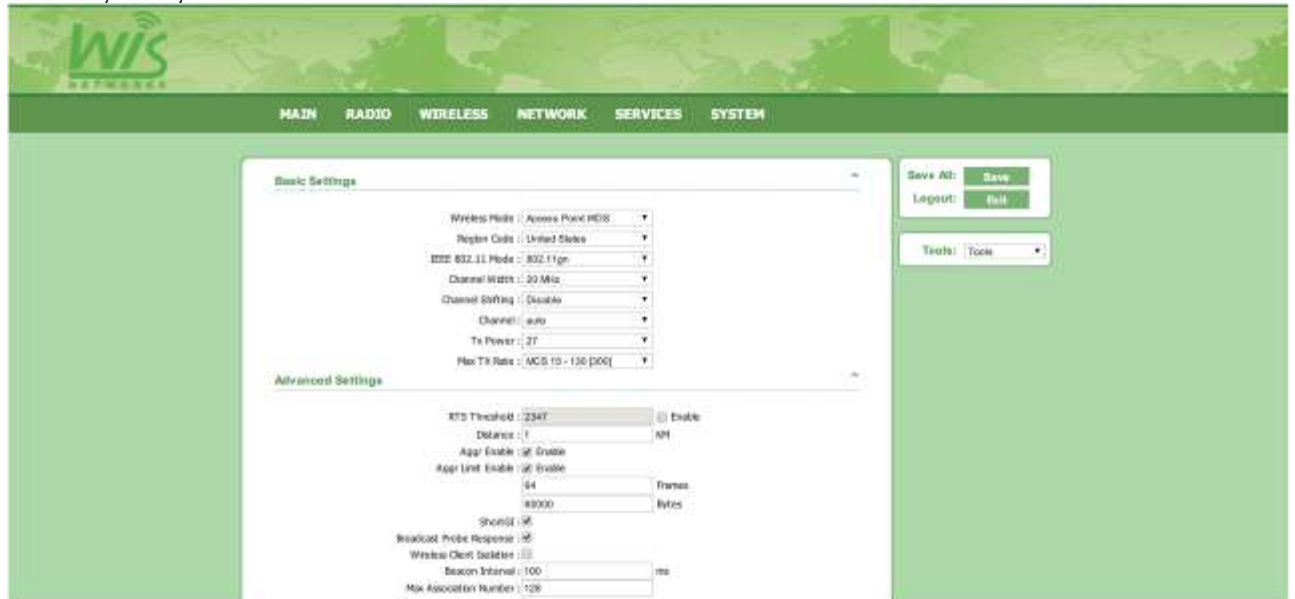 Wis
NETWORKS
MAIN RADIO WIRELESS NETWORK SERVICES SYSTEM
Basic Settings
Save All: Save
Logout: Exit
Wireless Mode : Access Point WDS
Region Code : United States
Tools: Tools
IEEE 802.11 Mode : 802.11gn
Channel Width : 20 MHz
Channel Shifting : Disable
Channel : auto
Tx Power : 27
Max TX Rate : MCS 15 - 130 [300]
Advanced Settings
RTS Threshold : 2347 Enable
Distance : 1 KM
Aggr Enable : Enable
Aggr Limit Enable : Enable
64 Frames
Bytes
ShortGI :
Broadcast Probe Response :
Wireless Client Isolation :
Beacon Interval : 100 ms
Max Association Number : 128